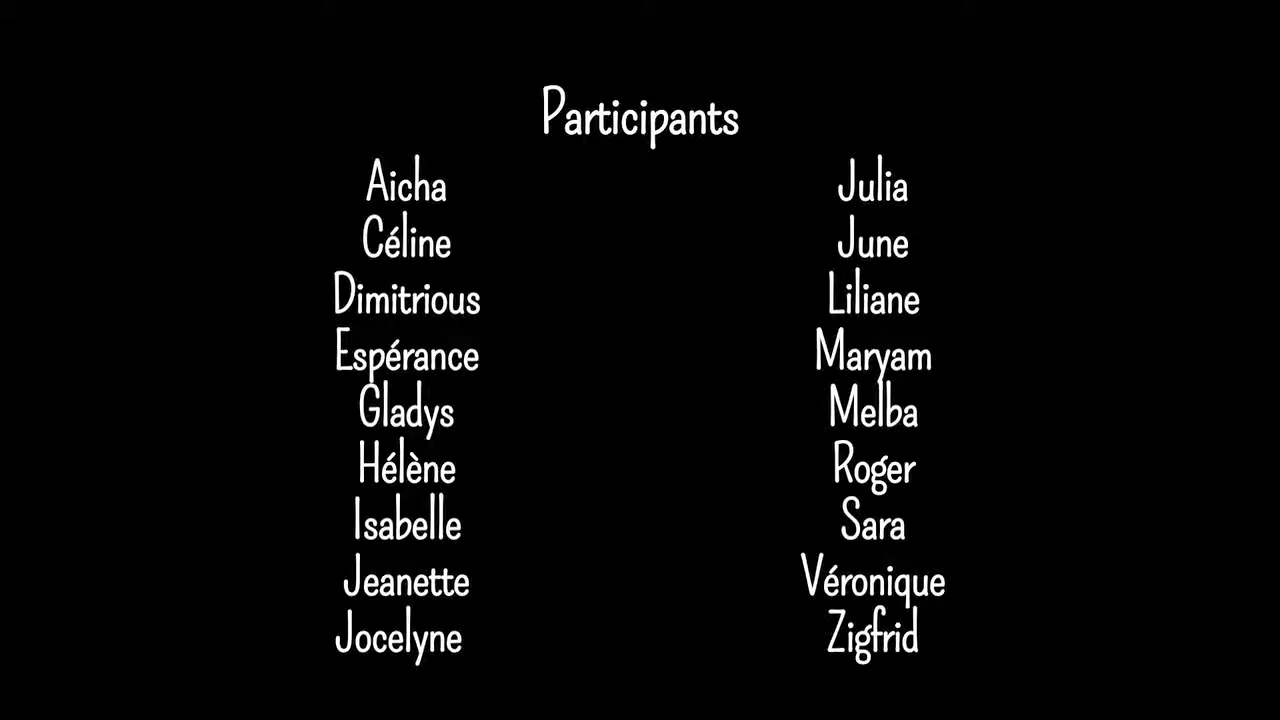 Participants
Aicha
Céline
Dimitrious
Espérance
Gladys
Hélène
Isabelle
Jeanette
Jocelyne
Julia
June
Liliane
Maryam
Melba
Roger
Sara
Véronique
Zigfrid